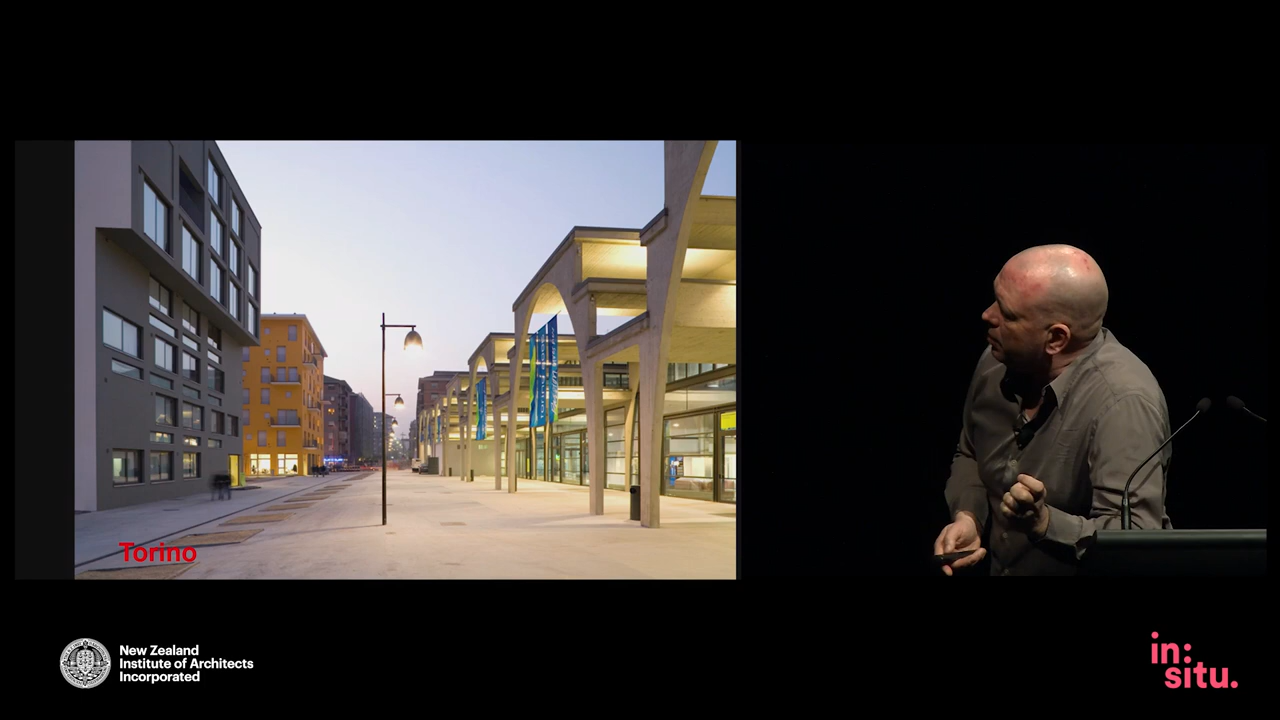 Torino
New Zealand
Institute of Architects
Incorporated
in:
situ.